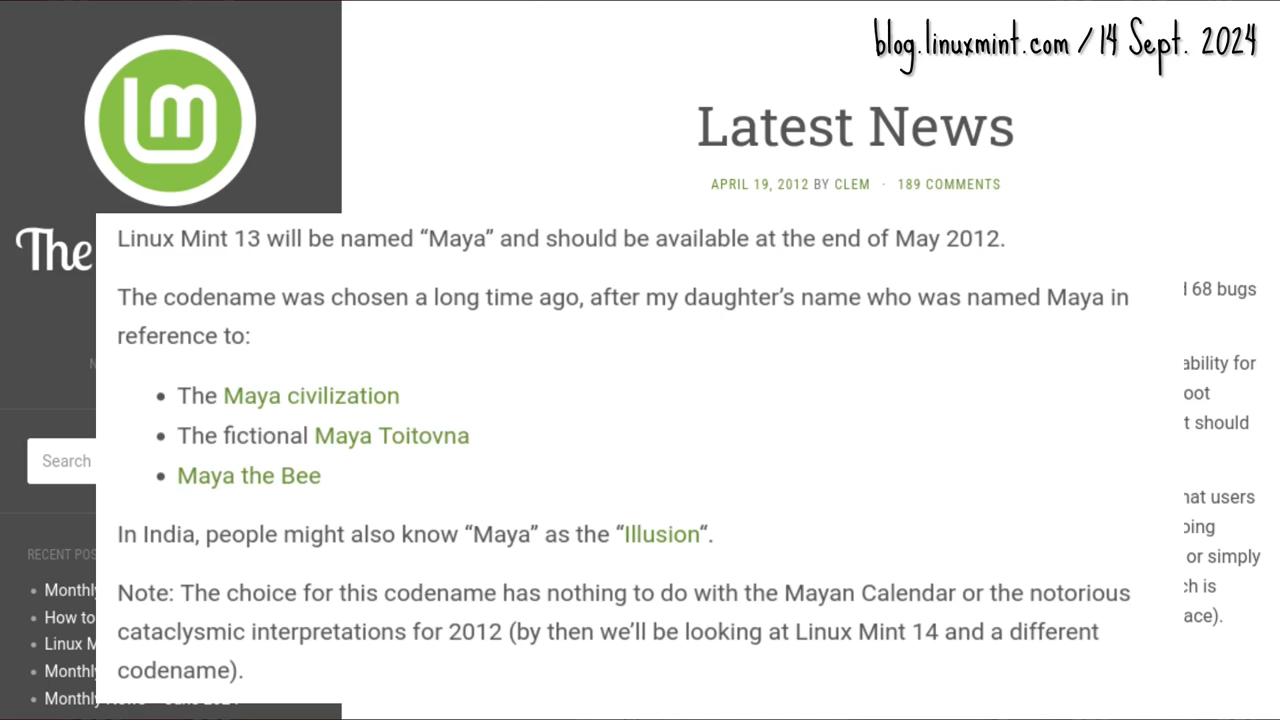 blog.linuxmint.com / 14 Sept. 2024
lm
Latest News
APRIL 19, 2012 BY CLEM · 189 COMMENTS
The
Linux Mint 13 will be named “Maya” and should be available at the end of May 2012.
The codename was chosen a long time ago, after my daughter’s name who was named Maya in
reference to:
• The Maya civilization
• The fictional Maya Toitovna
• Maya the Bee
In India, people might also know “Maya” as the “Illusion“.
Note: The choice for this codename has nothing to do with the Mayan Calendar or the notorious
cataclysmic interpretations for 2012 (by then we’ll be looking at Linux Mint 14 and a different
codename).
Search
RECENT POS
• Monthly
• How to
• Linux M
• Monthly
• Monthly
68 bugs
ability for
oot
t should
hat users
oing
or simply
ch is
ace).